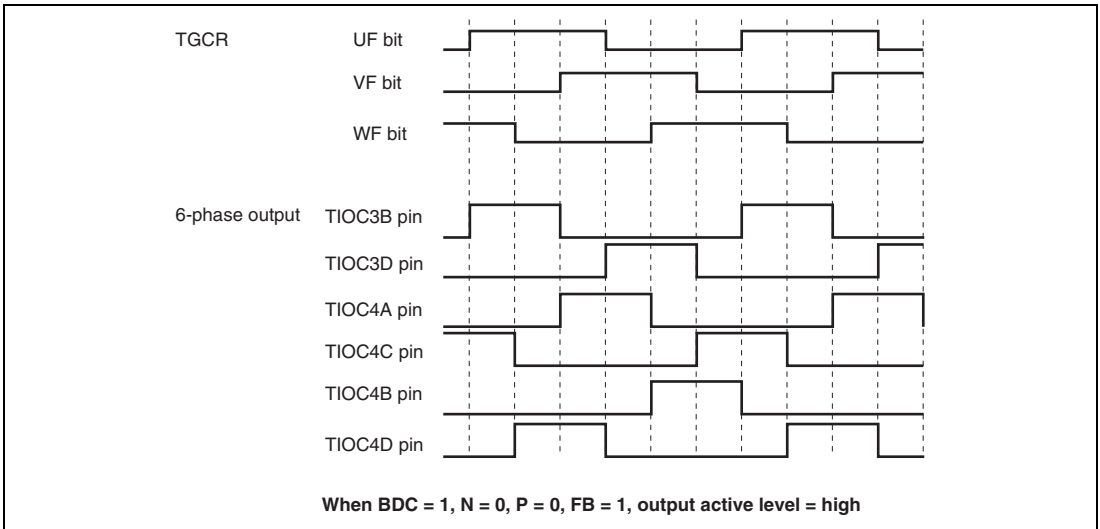 TGCR UF bit
VF bit
WF bit
6-phase output TIOC3B pin
TIOC3D pin
TIOC4A pin
TIOC4C pin
TIOC4B pin
TIOC4D pin
When BDC = 1, N = 0, P = 0, FB = 1, output active level = high